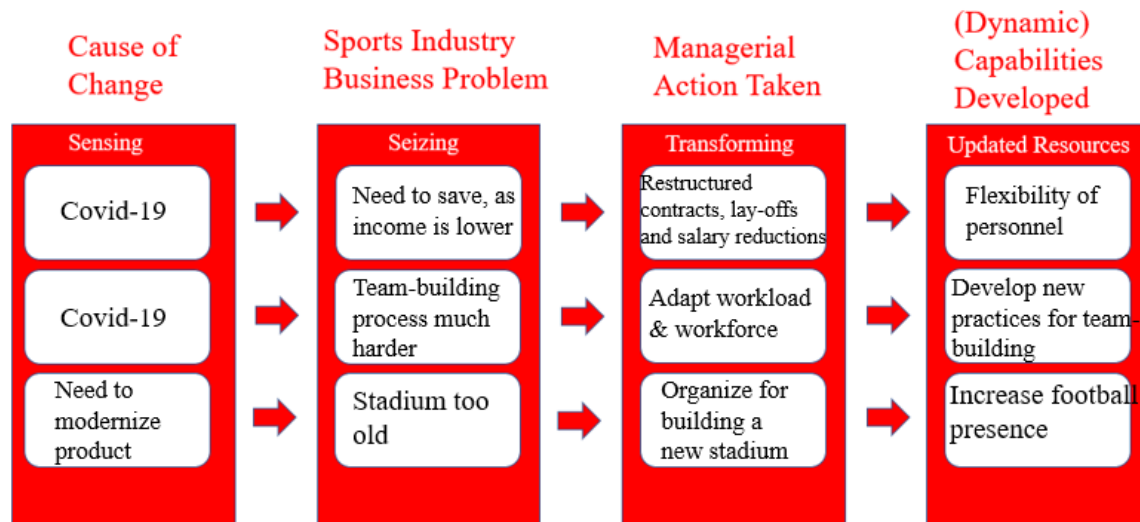 Cause of
Change
Sports Industry
Business Problem
Managerial
Action Taken
(Dynamic)
Capabilities
Developed
Sensing
Seizing
Transforming
Updated Resources
Covid-19
Need to save, as
income is lower
Restructured
contracts, lay-offs
and salary reductions
Flexibility of
personnel
Covid-19
Team-building
process much
harder
Adapt workload
& workforce
Develop new
practices for team-
building
Need to
modernize
product
Stadium too
old
Organize for
building a
new stadium
Increase football
presence